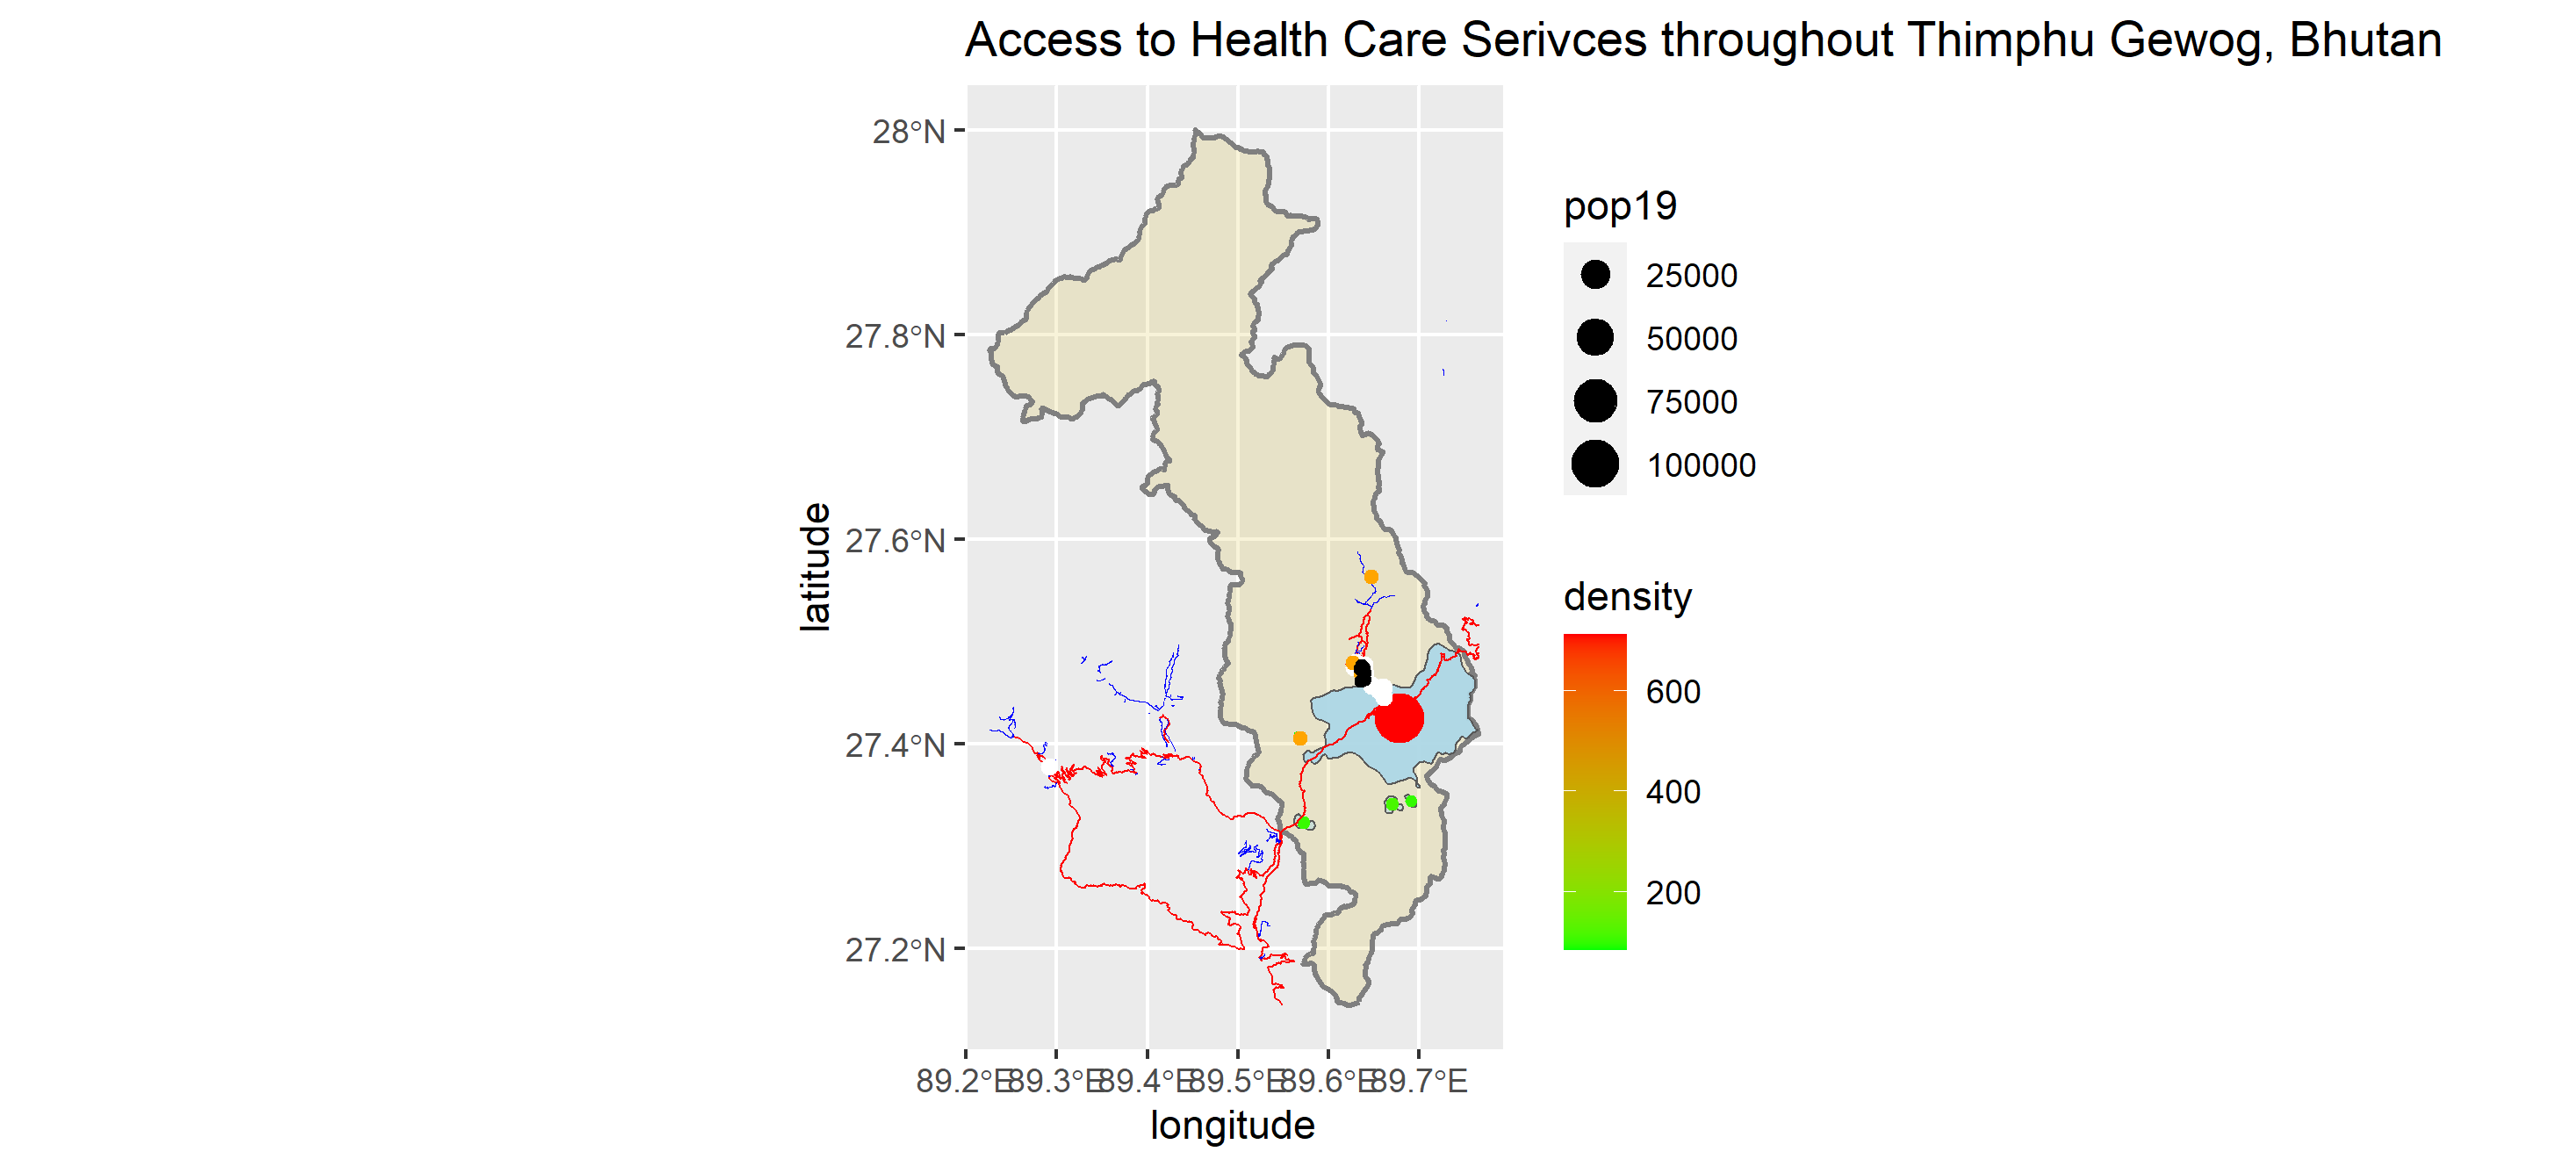 Access to Health Care Serivces throughout Thimphu Gewog, Bhutan
28°N
27.8°N
27.6°N
27.4°N
27.2°N
latitude
89.2°E
89.3°E
89.4°E
89.5°E
89.6°E
89.7°E
longitude
pop19
25000
50000
75000
100000
density
600
400
200